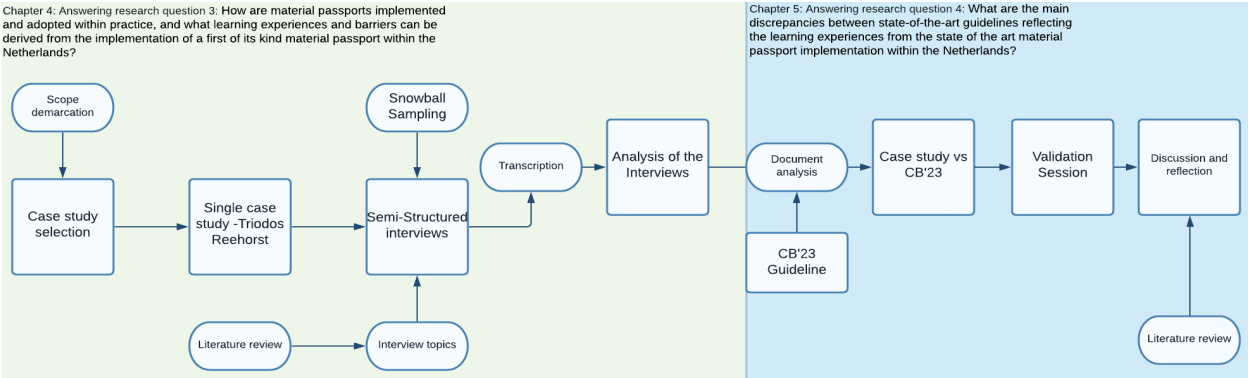 Chapter 4: Answering research question 3: How are material passports implemented
and adopted within practice, and what learning experiences and barriers can be
derived from the implementation of a first of its kind material passport within the
Netherlands?
Scope
demarcation
Snowball
Sampling
Transcription
Analysis of the
Interviews
Case study
selection
Single case
study -Triodos
Reehorst
Semi-Structured
interviews
Literature review
Interview topics
Chapter 5: Answering research question 4: What are the main
discrepancies between state-of-the-art guidelines reflecting
the learning experiences from the state of the art material
passport implementation within the Netherlands?
Document
analysis
Case study vs
CB'23
Validation
Session
Discussion and
reflection
CB'23
Guideline
Literature review